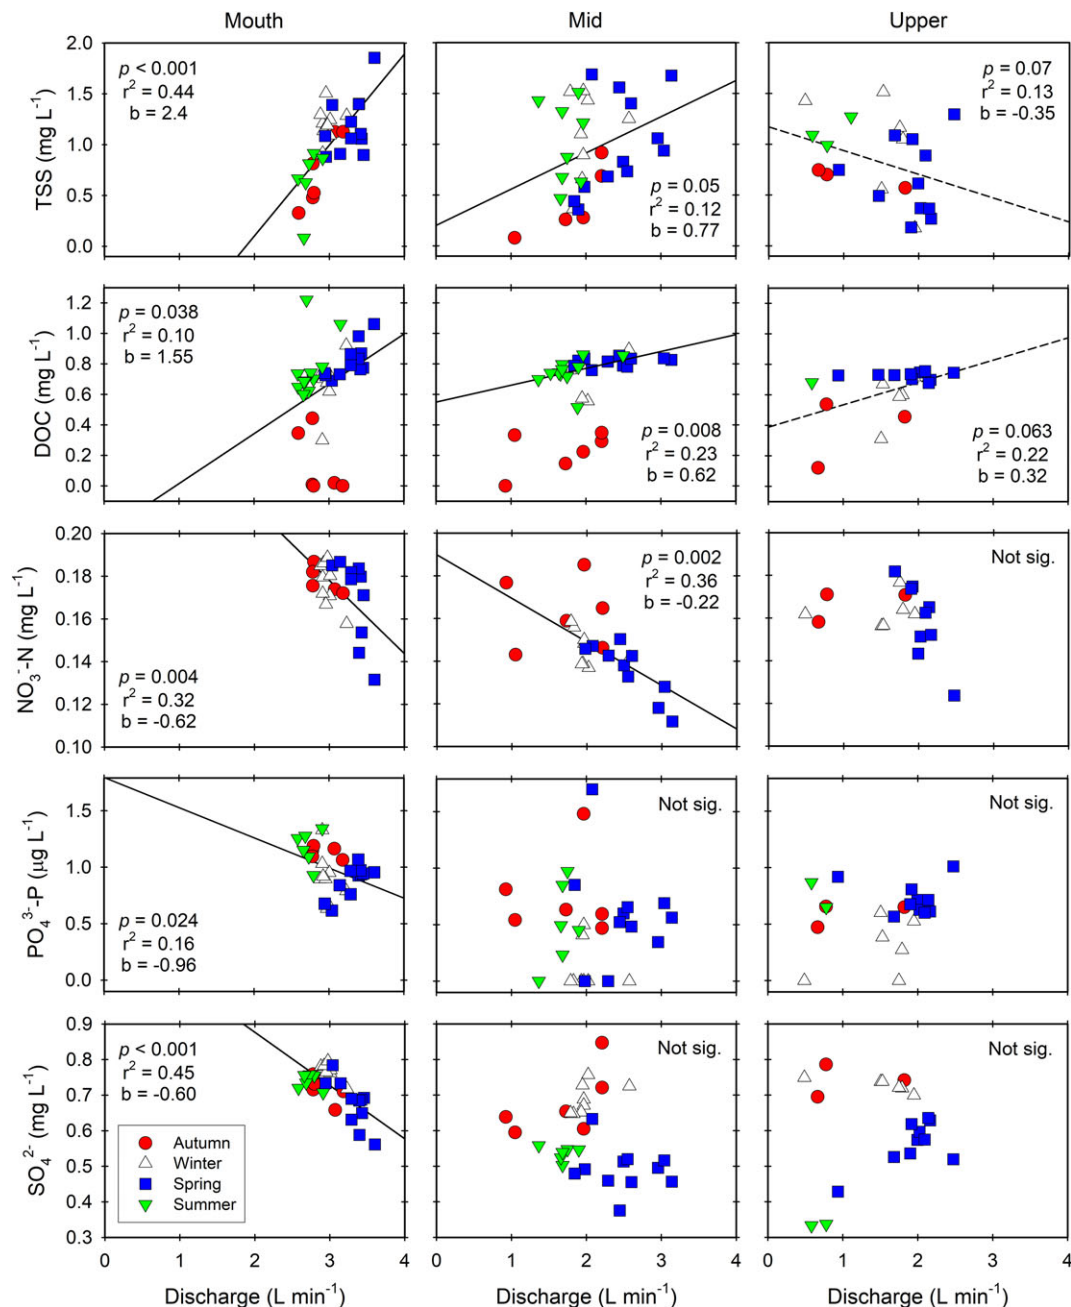 Mouth
Mid
Upper
TSS (mg L⁻¹)
2.0
1.5
1.0
0.5
0.0
p < 0.001
r² = 0.44
b = 2.4
p = 0.05
r² = 0.12
b = 0.77
p = 0.07
r² = 0.13
b = -0.35
DOC (mg L⁻¹)
1.2
1.0
0.8
0.6
0.4
0.2
0.0
p = 0.038
r² = 0.10
b = 1.55
p = 0.008
r² = 0.23
b = 0.62
p = 0.063
r² = 0.22
b = 0.32
NO₃⁻-N (mg L⁻¹)
0.20
0.18
0.16
0.14
0.12
0.10
p = 0.004
r² = 0.32
b = -0.62
p = 0.002
r² = 0.36
b = -0.22
Not sig.
PO₄³⁻-P (µg L⁻¹)
1.5
1.0
0.5
0.0
p = 0.024
r² = 0.16
b = -0.96
Not sig.
Not sig.
SO₄²⁻ (mg L⁻¹)
0.9
0.8
0.7
0.6
0.5
0.4
0.3
p < 0.001
r² = 0.45
b = -0.60
Autumn
Winter
Spring
Summer
Not sig.
Not sig.
0 1 2 3 4
0 1 2 3 4
0 1 2 3 4
Discharge (L min⁻¹)
Discharge (L min⁻¹)
Discharge (L min⁻¹)